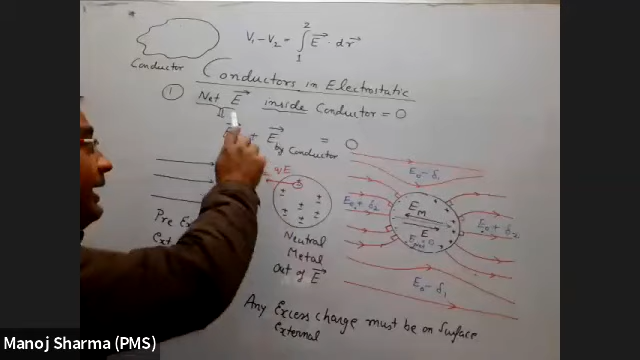 V₁ - V₂ = ∫₁² E⃗ · dr⃗
Conductor
Conductors in Electrostatic
① Net E⃗ inside Conductor = 0
+ E⃗ by Conductor = 0
E₀ - δ₁
E₀ + δ₂
E₀ + δ₂
E
E₀ - δ₁
Pre
Ext
Neutral
Metal
out of E⃗
Any Excess charge must be on Surface
External
Manoj Sharma (PMS)